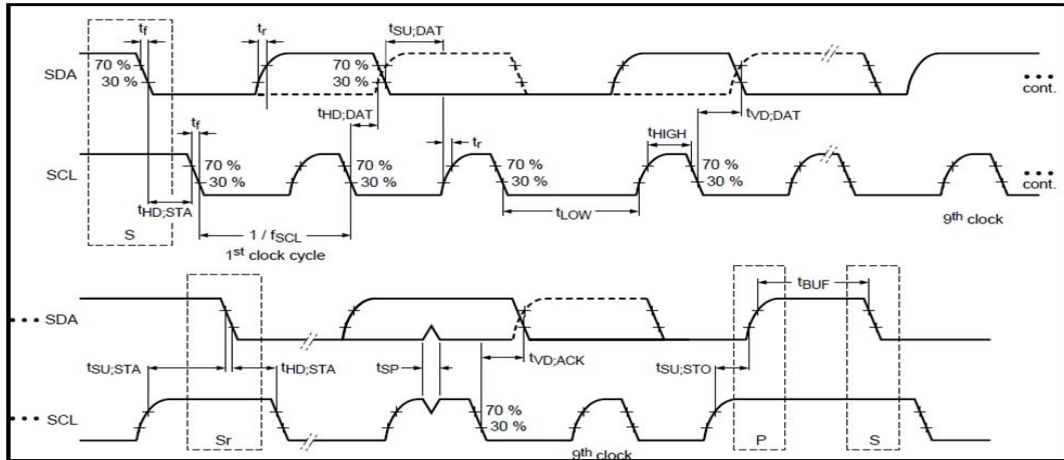 tf tr tSU;DAT
SDA 70 % 30 % 70 % 30 % cont.
tHD;DAT tVD;DAT
tf tr tHIGH
SCL 70 % 30 % 70 % 30 % 70 % 30 % cont.
tHD;STA tLOW
S 1 / fSCL 9th clock
1st clock cycle
tBUF
SDA
tSU;STA tHD;STA tSP tVD;ACK tSU;STO
SCL 70 % 30 %
Sr 9th clock P S